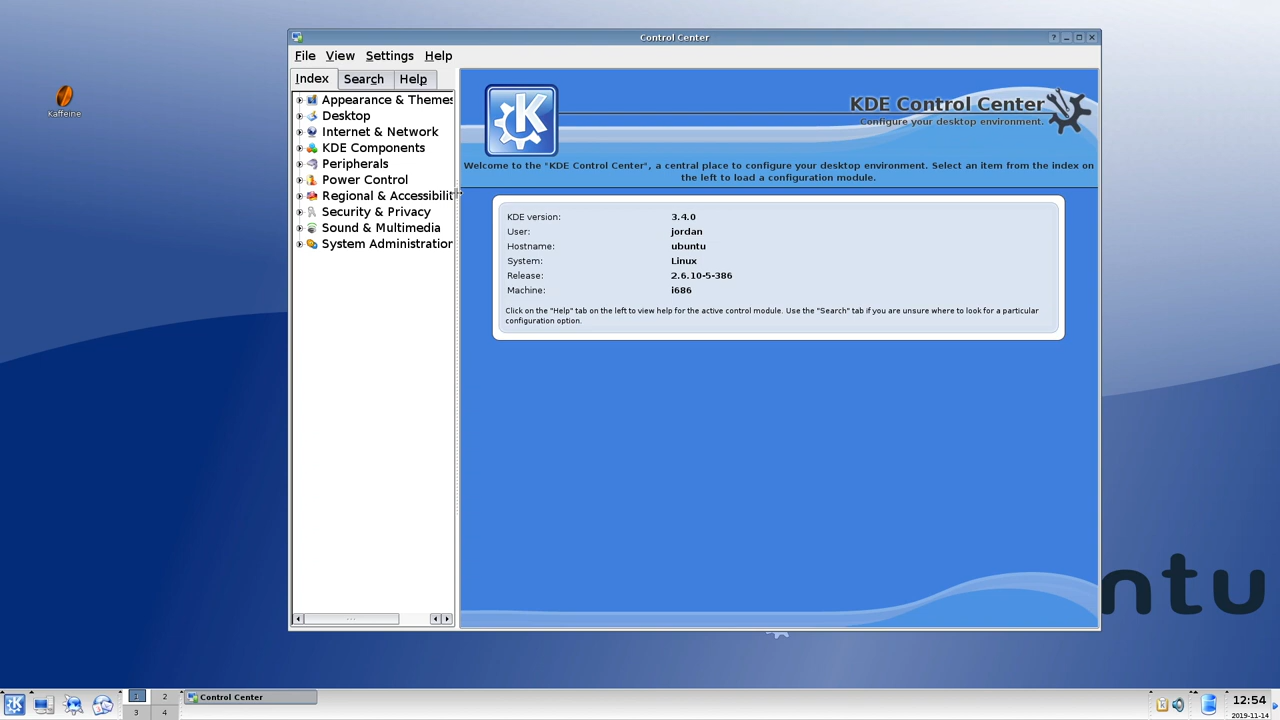 Control Center
File View Settings Help
Index Search Help
Appearance & Themes
Desktop
Internet & Network
KDE Components
Peripherals
Power Control
Regional & Accessibilit
Security & Privacy
Sound & Multimedia
System Administration
KDE Control Center
Configure your desktop environment.
Welcome to the "KDE Control Center", a central place to configure your desktop environment. Select an item from the index on
the left to load a configuration module.
KDE version: 3.4.0
User: jordan
Hostname: ubuntu
System: Linux
Release: 2.6.10-5-386
Machine: i686
Click on the "Help" tab on the left to view help for the active control module. Use the "Search" tab if you are unsure where to look for a particular
configuration option.
Kaffeine
ntu
1 2
3 4
Control Center
12:54
2019-11-14